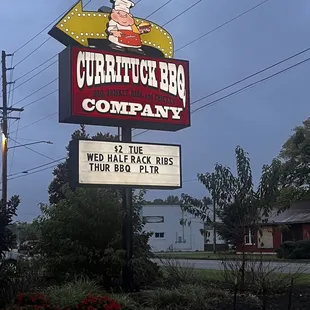 CURRITUCK BBQ
COMPANY
$2 TUE
WED HALF RACK RIBS
THUR BBQ PLTR